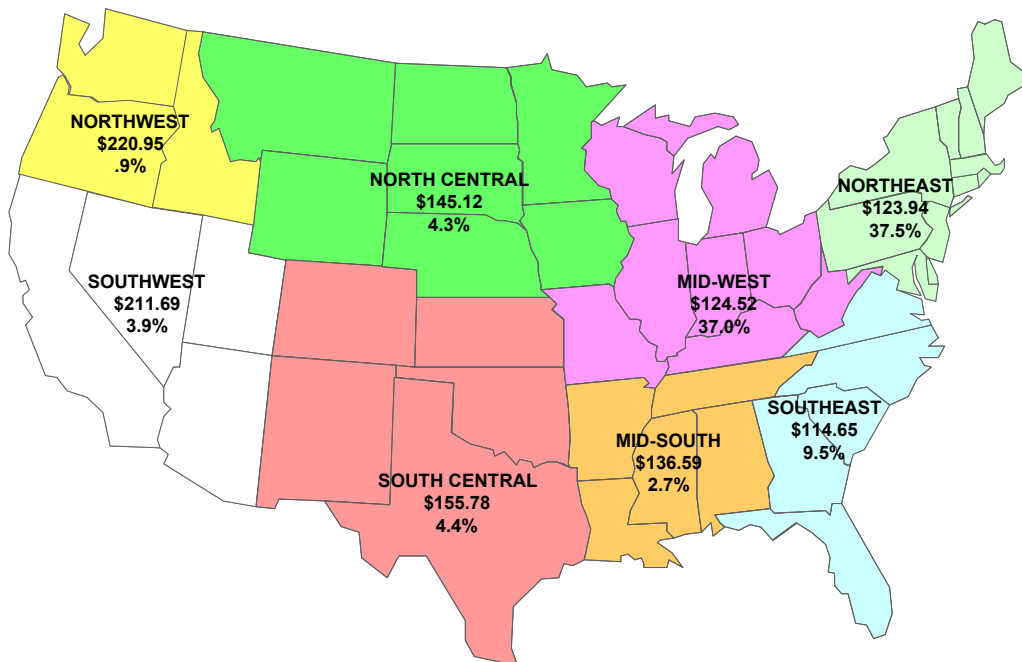 NORTHWEST
$220.95
.9%
NORTH CENTRAL
$145.12
4.3%
NORTHEAST
$123.94
37.5%
SOUTHWEST
$211.69
3.9%
MID-WEST
$124.52
37.0%
SOUTHEAST
$114.65
9.5%
MID-SOUTH
$136.59
2.7%
SOUTH CENTRAL
$155.78
4.4%